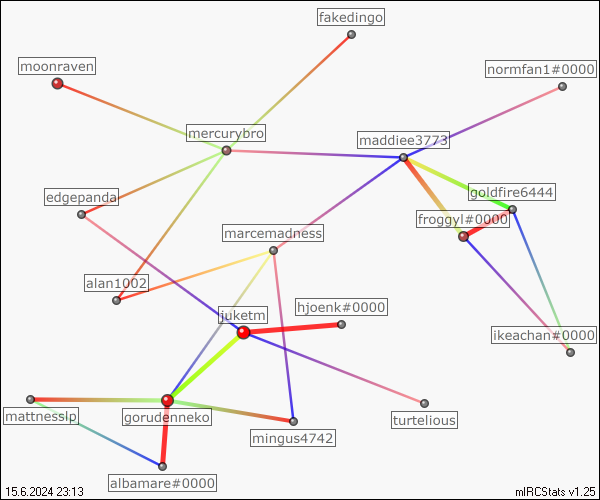 fakedingo
moonraven
normfan1#0000
mercurybro
maddiee3773
goldfire6444
edgepanda
froggyl#0000
marcemadness
alan1002
hjoenk#0000
juketm
ikeachan#0000
mattnesslp
gorudenneko
turtelious
mingus4742
albamare#0000
15.6.2024 23:13
mIRCStats v1.25